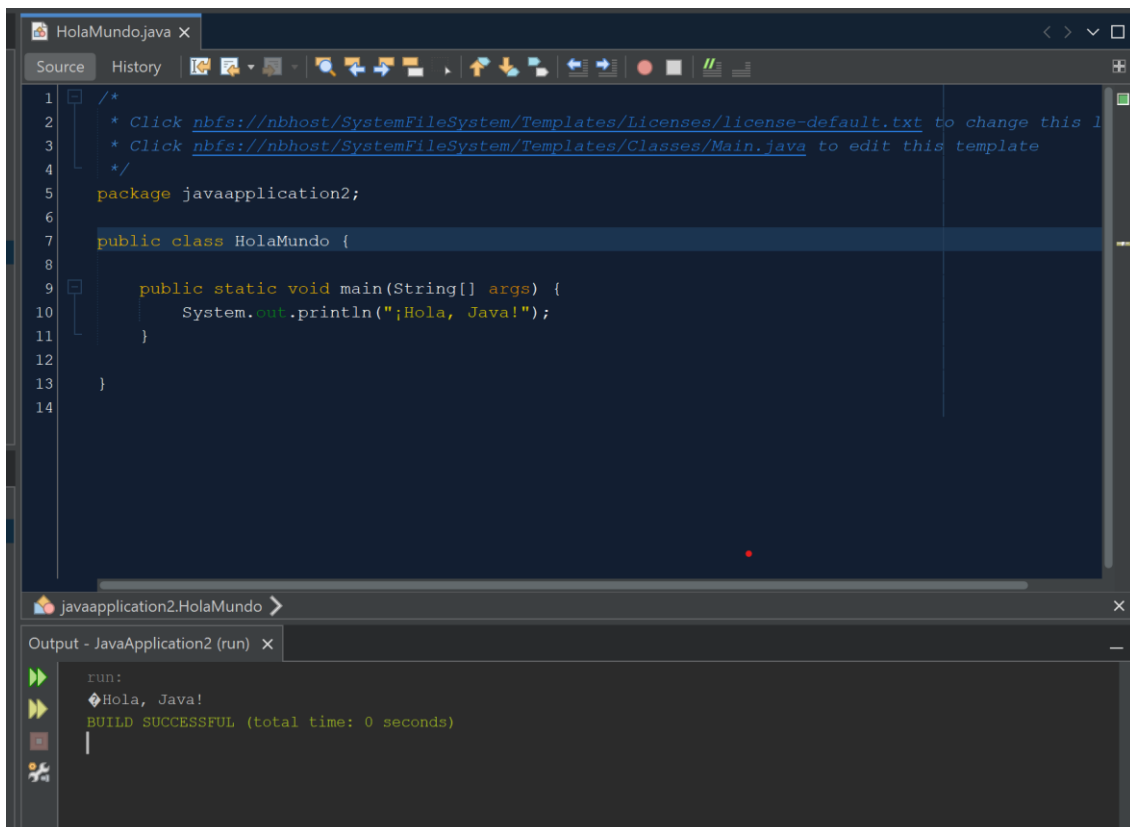 HolaMundo.java
Source History
1 /*
2 * Click nbfs://nbhost/SystemFileSystem/Templates/Licenses/license-default.txt to change this l
3 * Click nbfs://nbhost/SystemFileSystem/Templates/Classes/Main.java to edit this template
4 */
5 package javaapplication2;
6
7 public class HolaMundo {
8
9 public static void main(String[] args) {
10 System.out.println("¡Hola, Java!");
11 }
12
13 }
14
javaapplication2.HolaMundo
Output - JavaApplication2 (run)
run:
�Hola, Java!
BUILD SUCCESSFUL (total time: 0 seconds)